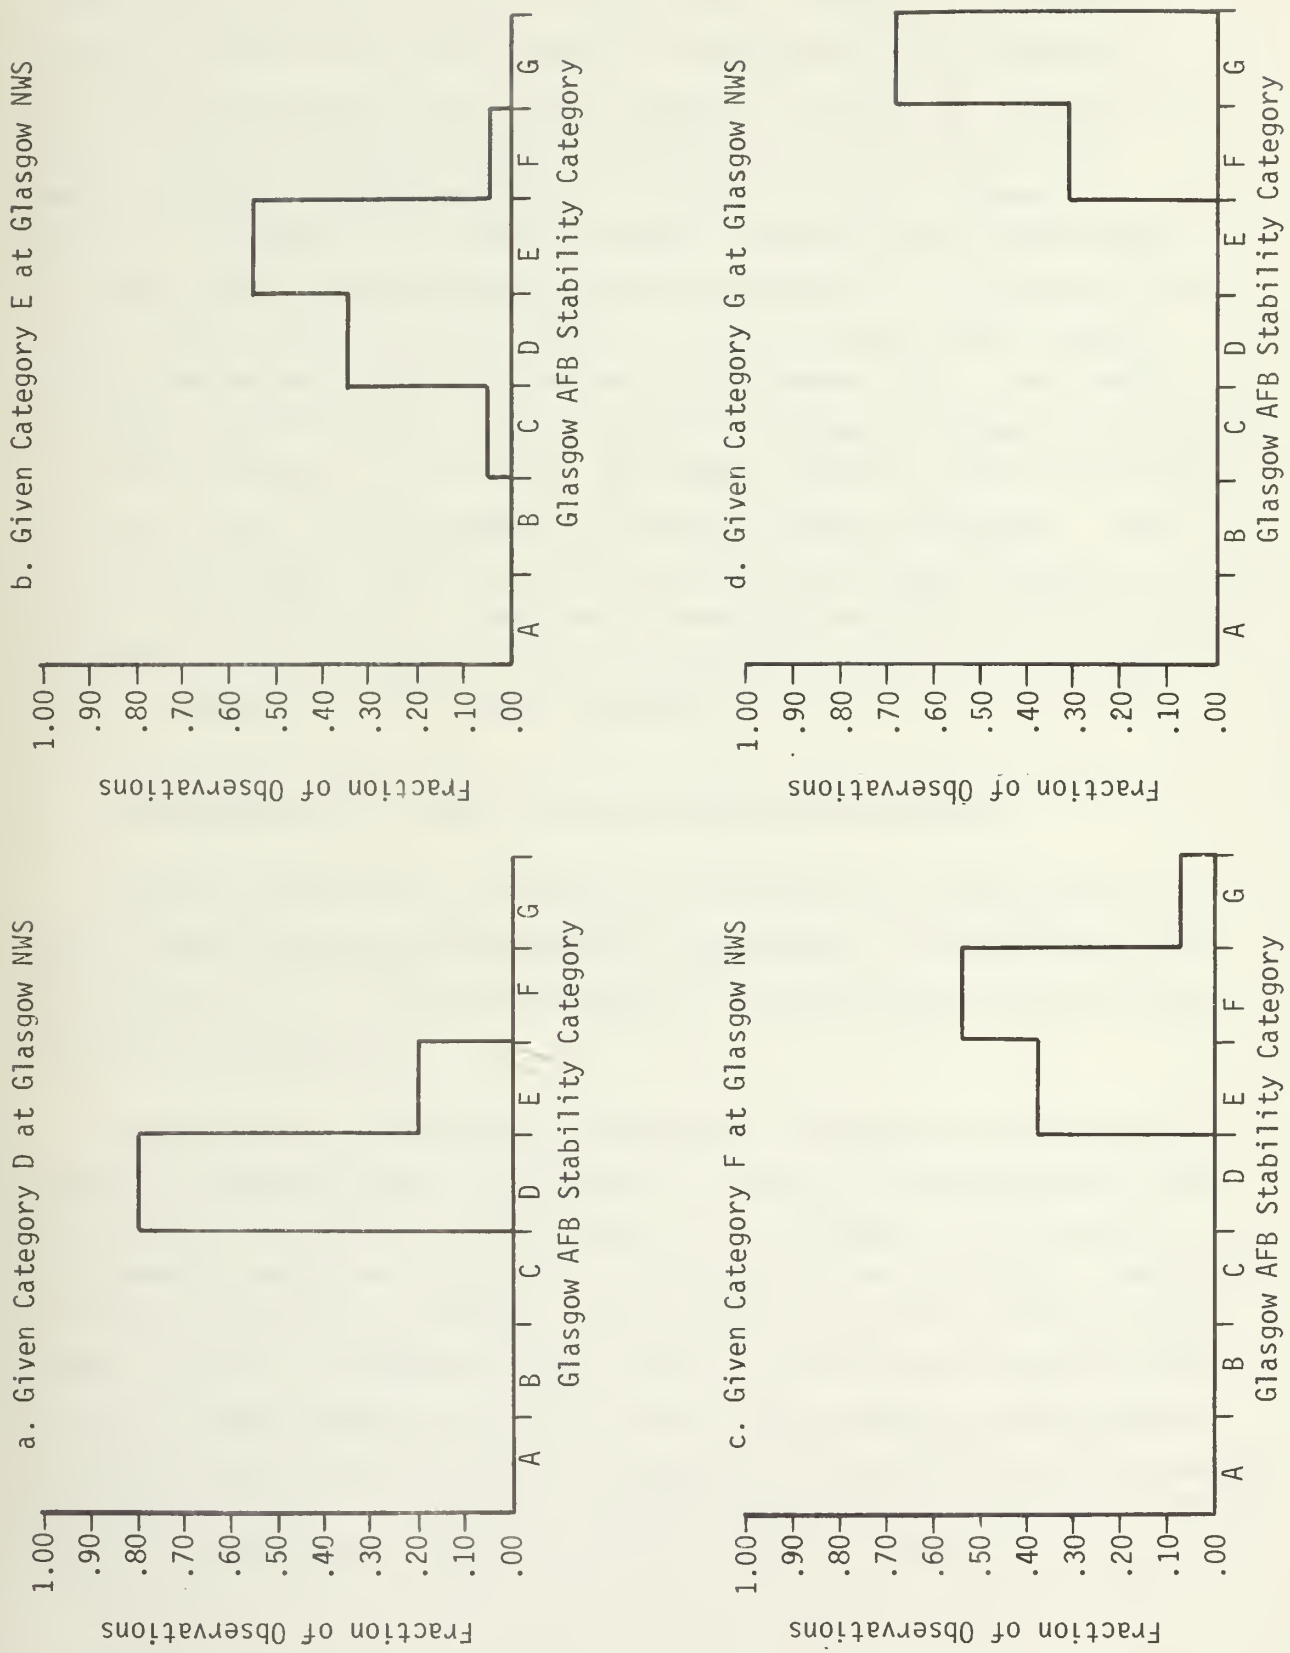 a. Given Category D at Glasgow NWS
Fraction of Observations
1.00
.90
.80
.70
.60
.50
.40
.30
.20
.10
.00
A B C D E F G
Glasgow AFB Stability Category
b. Given Category E at Glasgow NWS
Fraction of Observations
1.00
.90
.80
.70
.60
.50
.40
.30
.20
.10
.00
A B C D E F G
Glasgow AFB Stability Category
c. Given Category F at Glasgow NWS
Fraction of Observations
1.00
.90
.80
.70
.60
.50
.40
.30
.20
.10
.00
A B C D E F G
Glasgow AFB Stability Category
d. Given Category G at Glasgow NWS
Fraction of Observations
1.00
.90
.80
.70
.60
.50
.40
.30
.20
.10
.00
A B C D E F G
Glasgow AFB Stability Category